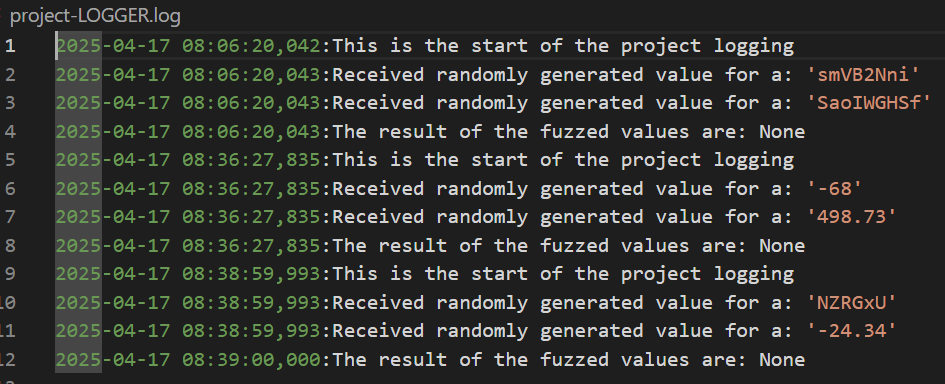 project-LOGGER.log
1 2025-04-17 08:06:20,042:This is the start of the project logging
2 2025-04-17 08:06:20,043:Received randomly generated value for a: 'smVB2Nni'
3 2025-04-17 08:06:20,043:Received randomly generated value for a: 'SaoIWGHSf'
4 2025-04-17 08:06:20,043:The result of the fuzzed values are: None
5 2025-04-17 08:36:27,835:This is the start of the project logging
6 2025-04-17 08:36:27,835:Received randomly generated value for a: '-68'
7 2025-04-17 08:36:27,835:Received randomly generated value for a: '498.73'
8 2025-04-17 08:36:27,835:The result of the fuzzed values are: None
9 2025-04-17 08:38:59,993:This is the start of the project logging
10 2025-04-17 08:38:59,993:Received randomly generated value for a: 'NZRGxU'
11 2025-04-17 08:38:59,993:Received randomly generated value for a: '-24.34'
12 2025-04-17 08:39:00,000:The result of the fuzzed values are: None